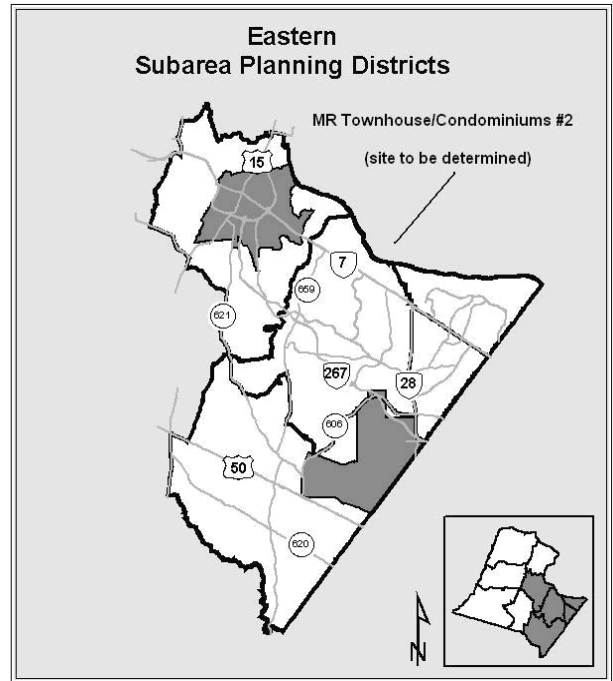 Eastern
Subarea Planning Districts
MR Townhouse/Condominiums #2
(site to be determined)
15
7
659
621
267
28
606
50
620
N